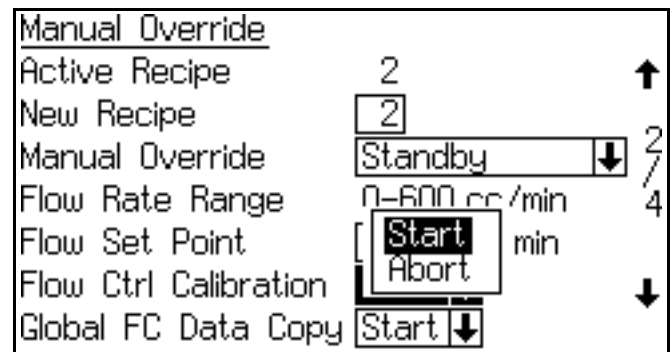 Manual Override
Active Recipe 2
New Recipe 2
Manual Override Standby
Flow Rate Range 0-600 cc/min
Flow Set Point min
Start
Abort
Flow Ctrl Calibration
Global FC Data Copy Start
2/4